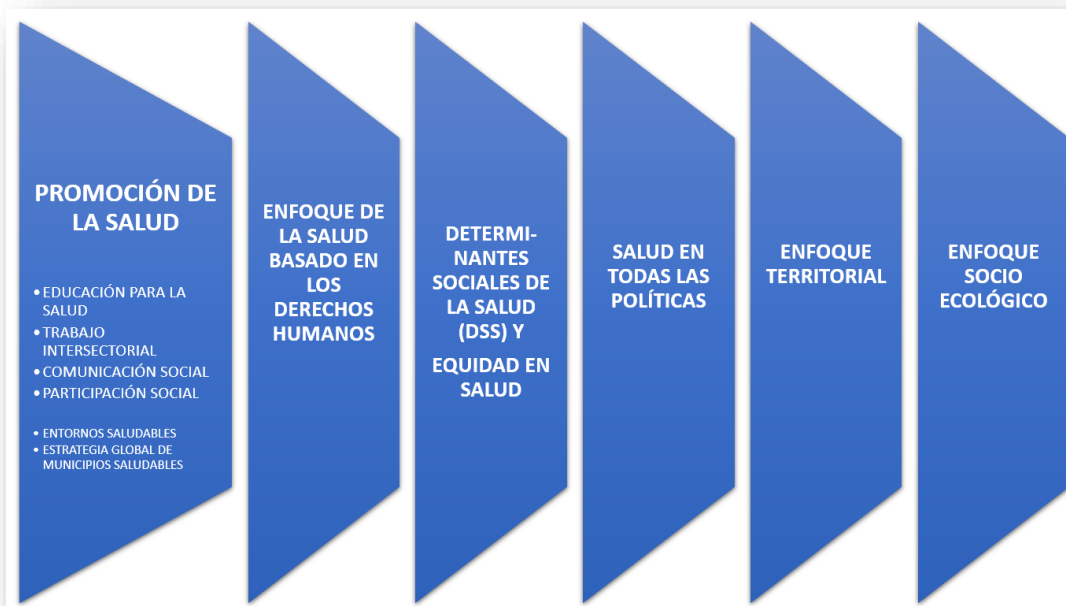 PROMOCIÓN DE
LA SALUD
• EDUCACIÓN PARA LA
SALUD
• TRABAJO
INTERSECTORIAL
• COMUNICACIÓN SOCIAL
• PARTICIPACIÓN SOCIAL
• ENTORNOS SALUDABLES
• ESTRATEGIA GLOBAL DE
MUNICIPIOS SALUDABLES
ENFOQUE DE
LA SALUD
BASADO EN
LOS
DERECHOS
HUMANOS
DETERMI-
NANTES
SOCIALES DE
LA SALUD
(DSS) Y
EQUIDAD EN
SALUD
SALUD EN
TODAS LAS
POLÍTICAS
ENFOQUE
TERRITORIAL
ENFOQUE
SOCIO
ECOLÓGICO